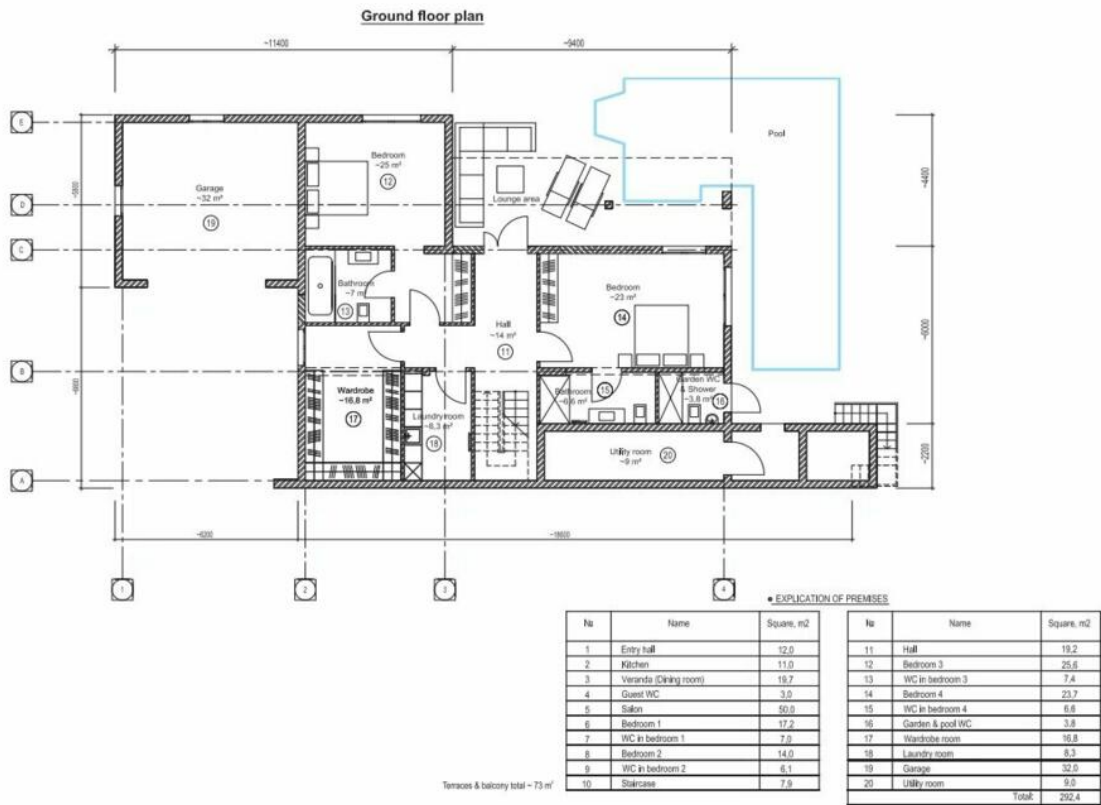 Ground floor plan
~11400
~9400
Pool
E
D
C
B
A
~5800
~6600
~4400
~6000
~2200
Garage
~32 m²
19
Bedroom
~25 m²
12
Lounge area
Bathroom
~7 m²
13
Hall
~14 m²
11
Bedroom
~23 m²
14
Wardrobe
~16,8 m²
17
Laundry room
~8,3 m²
18
Bathroom
~6,6 m²
15
Garden WC
& Shower
~3,8 m²
16
Utility room
~9 m²
20
~6200
1
2
3
4
• EXPLICATION OF PREMISES
№ Name Square, m2
1 Entry hall 12,0
2 Kitchen 11,0
3 Veranda (Dining room) 19,7
4 Guest WC 3,0
5 Salon 50,0
6 Bedroom 1 17,2
7 WC in bedroom 1 7,0
8 Bedroom 2 14,0
9 WC in bedroom 2 6,1
10 Staircase 7,9
№ Name Square, m2
11 Hall 19,2
12 Bedroom 3 25,6
13 WC in bedroom 3 7,4
14 Bedroom 4 23,7
15 WC in bedroom 4 6,6
16 Garden & pool WC 3,8
17 Wardrobe room 16,8
18 Laundry room 8,3
19 Garage 32,0
20 Utility room 9,0
Total: 292,4
Terraces & balcony total ~ 73 m²